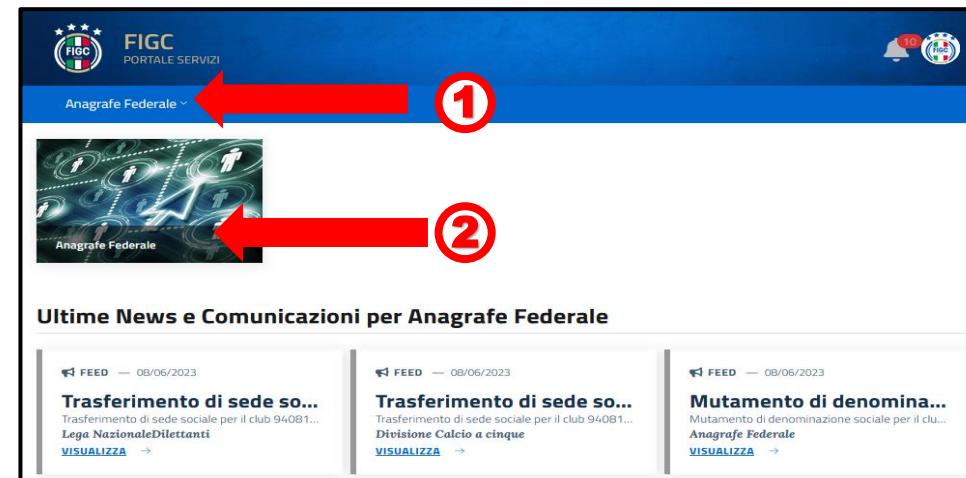 FIGC
FIGC
PORTALE SERVIZI
10
FIGC
Anagrafe Federale
1
Anagrafe Federale
2
Ultime News e Comunicazioni per Anagrafe Federale
FEED — 08/06/2023
Trasferimento di sede so...
Trasferimento di sede sociale per il club 94081...
Lega NazionaleDilettanti
VISUALIZZA →
FEED — 08/06/2023
Trasferimento di sede so...
Trasferimento di sede sociale per il club 94081...
Divisione Calcio a cinque
VISUALIZZA →
FEED — 08/06/2023
Mutamento di denomina...
Mutamento di denominazione sociale per il clu...
Anagrafe Federale
VISUALIZZA →